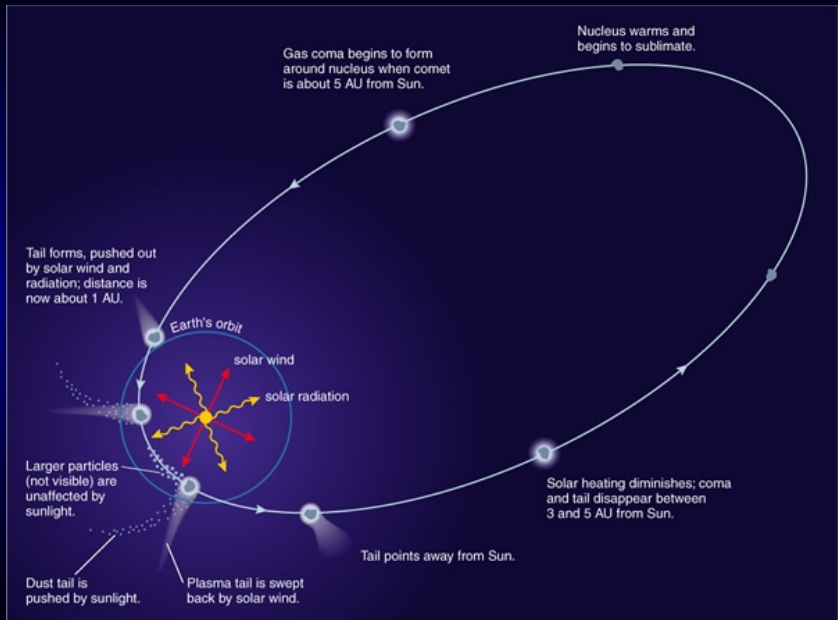 Nucleus warms and
begins to sublimate.
Gas coma begins to form
around nucleus when comet
is about 5 AU from Sun.
Tail forms, pushed out
by solar wind and
radiation; distance is
now about 1 AU.
Earth's orbit
solar wind
solar radiation
Larger particles
(not visible) are
unaffected by
sunlight.
Solar heating diminishes; coma
and tail disappear between
3 and 5 AU from Sun.
Tail points away from Sun.
Dust tail is
pushed by sunlight.
Plasma tail is swept
back by solar wind.